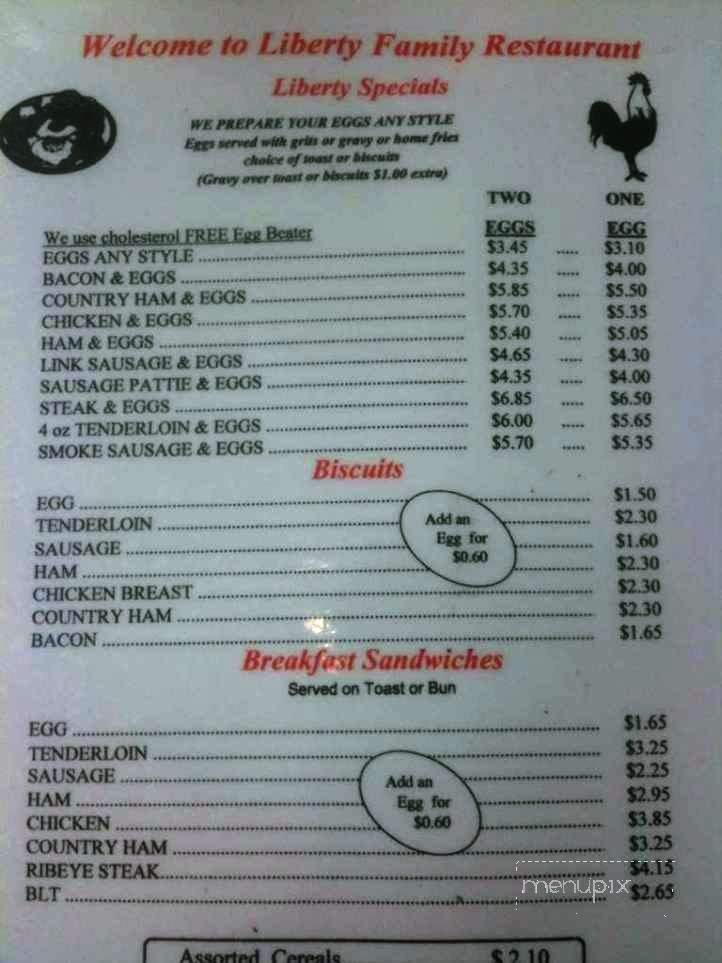 Welcome to Liberty Family Restaurant
Liberty Specials
WE PREPARE YOUR EGGS ANY STYLE
Eggs served with grits or gravy or home fries
choice of toast or biscuits
(Gravy over toast or biscuits $1.00 extra)
TWO ONE
We use cholesterol FREE Egg Beater EGGS EGG
EGGS ANY STYLE $3.45 ..... $3.10
BACON & EGGS $4.35 ..... $4.00
COUNTRY HAM & EGGS $5.85 ..... $5.50
CHICKEN & EGGS $5.70 ..... $5.35
HAM & EGGS $5.40 ..... $5.05
LINK SAUSAGE & EGGS $4.65 ..... $4.30
SAUSAGE PATTIE & EGGS $4.35 ..... $4.00
STEAK & EGGS $6.85 ..... $6.50
4 oz TENDERLOIN & EGGS $6.00 ..... $5.65
SMOKE SAUSAGE & EGGS $5.70 ..... $5.35
Biscuits
EGG $1.50
TENDERLOIN $2.30
SAUSAGE $1.60
HAM $2.30
CHICKEN BREAST $2.30
COUNTRY HAM $2.30
BACON $1.65
Add an
Egg for
$0.60
Breakfast Sandwiches
Served on Toast or Bun
EGG $1.65
TENDERLOIN $3.25
SAUSAGE $2.25
HAM $2.95
CHICKEN $3.85
COUNTRY HAM $3.25
RIBEYE STEAK $4.15
BLT $2.65
Add an
Egg for
$0.60
menupix
Assorted Cereals $2.10